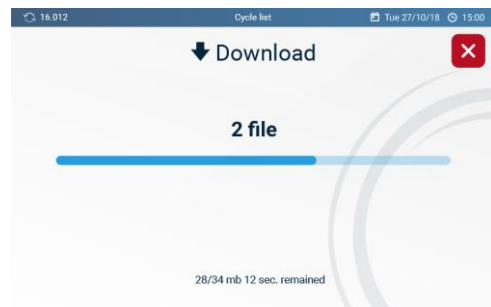 16.012 Cycle list Tue 27/10/18 15:00
Download
2 file
28/34 mb 12 sec. remained